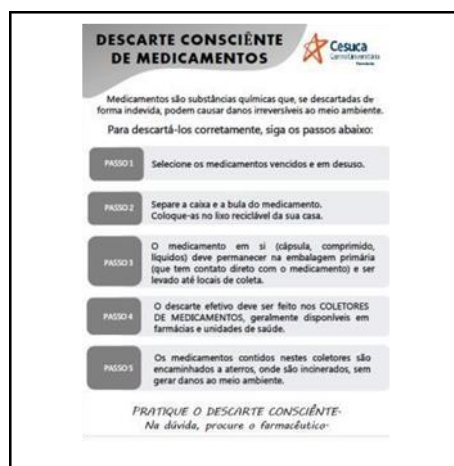 DESCARTE CONSCIÊNTE
DE MEDICAMENTOS
Cesuca
Centro Universitário
Medicamentos são substâncias químicas que, se descartadas de
forma indevida, podem causar danos irreversíveis ao meio ambiente.
Para descartá-los corretamente, siga os passos abaixo:
PASSO 1
Selecione os medicamentos vencidos e em desuso.
PASSO 2
Separe a caixa e a bula do medicamento.
Coloque-as no lixo reciclável da sua casa.
PASSO 3
O medicamento em si (cápsula, comprimido,
líquidos) deve permanecer na embalagem primária
(que tem contato direto com o medicamento) e ser
levado até locais de coleta.
PASSO 4
O descarte efetivo deve ser feito nos COLETORES
DE MEDICAMENTOS, geralmente disponíveis em
farmácias e unidades de saúde.
PASSO 5
Os medicamentos contidos nestes coletores são
encaminhados a aterros, onde são incinerados, sem
gerar danos ao meio ambiente.
PRATIQUE O DESCARTE CONSCIÊNTE.
Na dúvida, procure o farmacêutico.